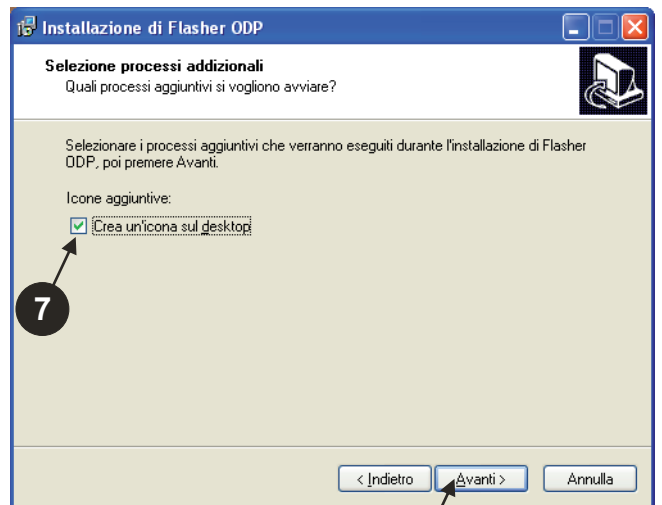 Installazione di Flasher ODP
Selezione processi addizionali
Quali processi aggiuntivi si vogliono avviare?
Selezionare i processi aggiuntivi che verranno eseguiti durante l'installazione di Flasher
ODP, poi premere Avanti.
Icone aggiuntive:
Crea un'icona sul desktop
7
< Indietro
Avanti >
Annulla